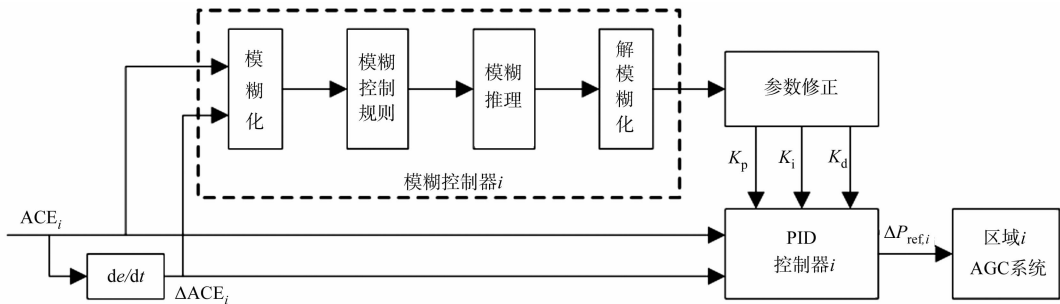 模糊化
模糊控制规则
模糊推理
解模糊化
参数修正
模糊控制器i
Kp
Ki
Kd
ACEi
de/dt
ΔACEi
PID
控制器i
ΔPref,i
区域i
AGC系统